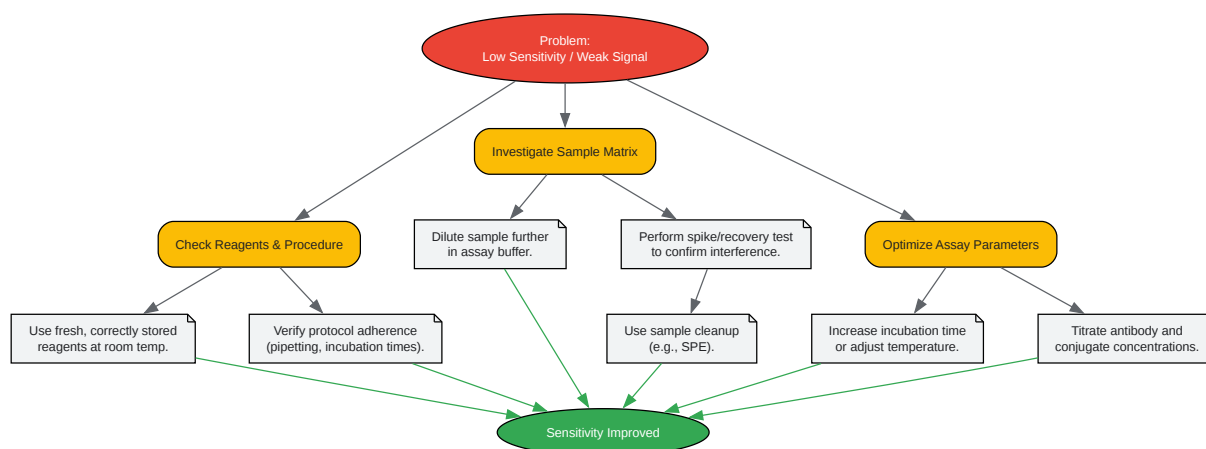 Problem:
Low Sensitivity / Weak Signal
Investigate Sample Matrix
Check Reagents & Procedure
Dilute sample further
in assay buffer.
Perform spike/recovery test
to confirm interference.
Optimize Assay Parameters
Use fresh, correctly stored
reagents at room temp.
Verify protocol adherence
(pipetting, incubation times).
Use sample cleanup
(e.g., SPE).
Increase incubation time
or adjust temperature.
Titrate antibody and
conjugate concentrations.
Sensitivity Improved